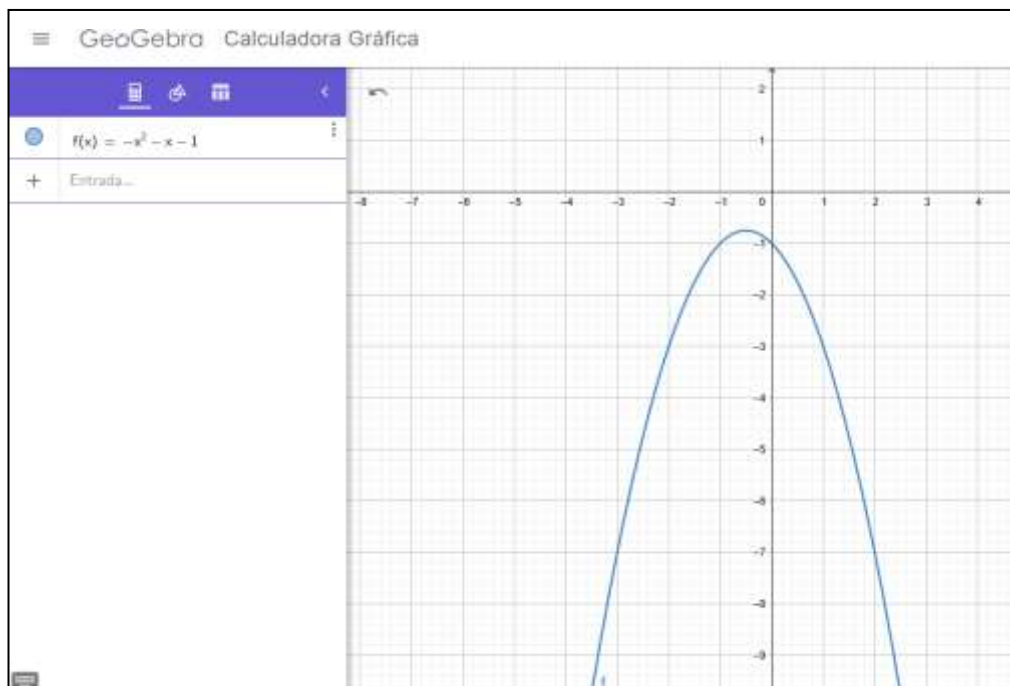 GeoGebra Calculadora Gráfica
f(x) = -x² - x - 1
+ Entrada...
2
1
-8 -7 -6 -5 -4 -3 -2 -1 0 1 2 3 4
-1
-2
-3
-4
-5
-6
-7
-8
-9
f